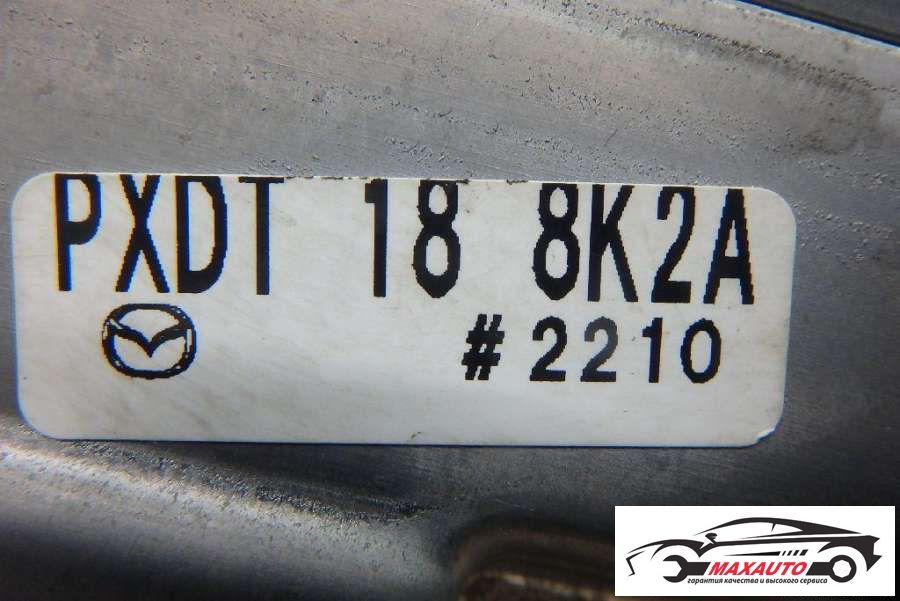 PXDT 18 8K2A
#2210
MAXAUTO
гарантия качества и высокого сервиса